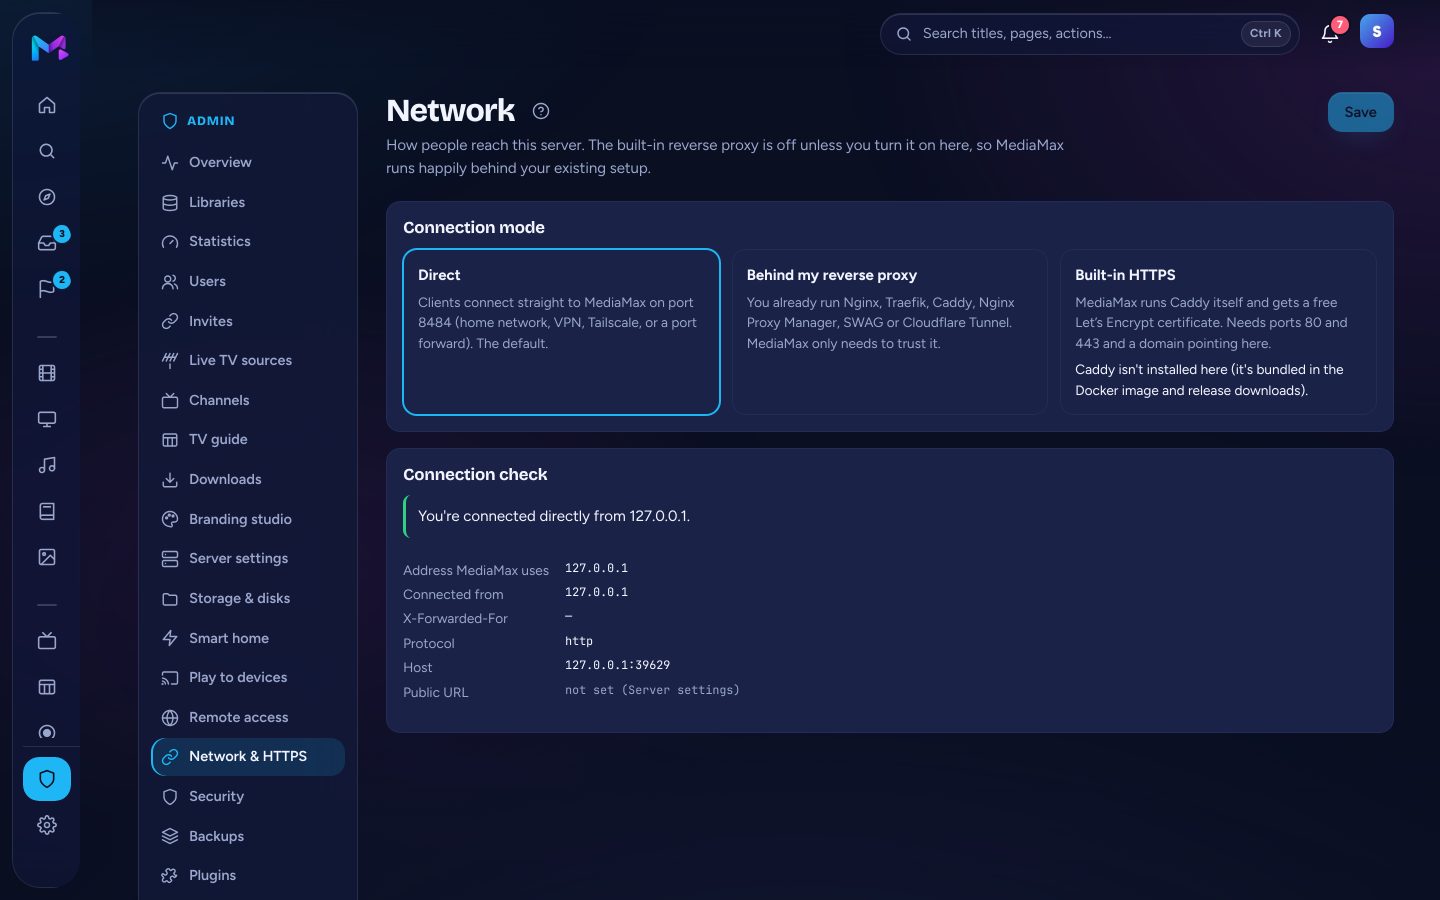 Search titles, pages, actions...
Ctrl K
7
S
3
2
ADMIN
Overview
Libraries
Statistics
Users
Invites
Live TV sources
Channels
TV guide
Downloads
Branding studio
Server settings
Storage & disks
Smart home
Play to devices
Remote access
Network & HTTPS
Security
Backups
Plugins
Network
Save
How people reach this server. The built-in reverse proxy is off unless you turn it on here, so MediaMax
runs happily behind your existing setup.
Connection mode
Direct
Clients connect straight to MediaMax on port
8484 (home network, VPN, Tailscale, or a port
forward). The default.
Behind my reverse proxy
You already run Nginx, Traefik, Caddy, Nginx
Proxy Manager, SWAG or Cloudflare Tunnel.
MediaMax only needs to trust it.
Built-in HTTPS
MediaMax runs Caddy itself and gets a free
Let's Encrypt certificate. Needs ports 80 and
443 and a domain pointing here.
Caddy isn't installed here (it's bundled in the
Docker image and release downloads).
Connection check
You're connected directly from 127.0.0.1.
Address MediaMax uses 127.0.0.1
Connected from 127.0.0.1
X-Forwarded-For —
Protocol http
Host 127.0.0.1:39629
Public URL not set (Server settings)